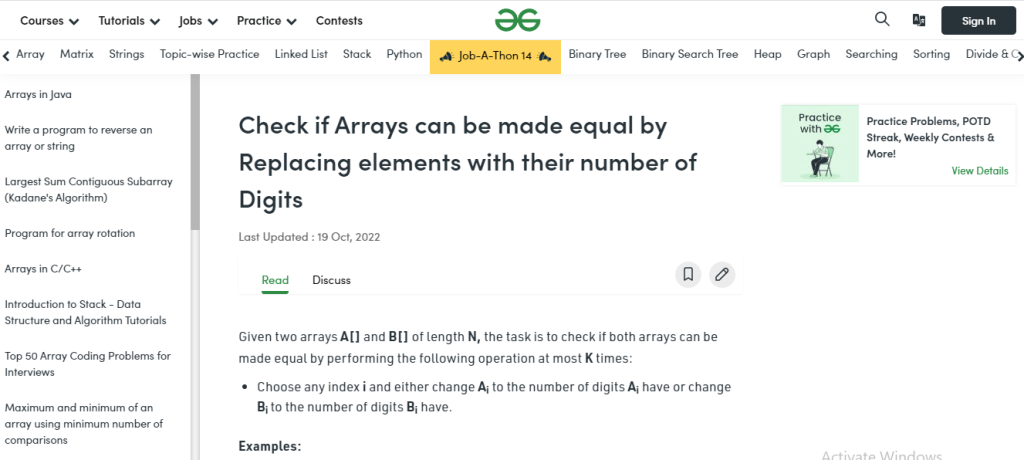 Courses Tutorials Jobs Practice Contests Sign In
Array Matrix Strings Topic-wise Practice Linked List Stack Python Job-A-Thon 14 Binary Tree Binary Search Tree Heap Graph Searching Sorting Divide &
Arrays in Java
Write a program to reverse an
array or string
Largest Sum Contiguous Subarray
(Kadane's Algorithm)
Program for array rotation
Arrays in C/C++
Introduction to Stack - Data
Structure and Algorithm Tutorials
Top 50 Array Coding Problems for
Interviews
Maximum and minimum of an
array using minimum number of
comparisons
Check if Arrays can be made equal by
Replacing elements with their number of
Digits
Last Updated : 19 Oct, 2022
Read Discuss
Given two arrays A[] and B[] of length N, the task is to check if both arrays can be
made equal by performing the following operation at most K times:
• Choose any index i and either change Ai to the number of digits Ai have or change
Bi to the number of digits Bi have.
Examples:
Practice
with
Practice Problems, POTD
Streak, Weekly Contests &
More!
View Details
Activate Windows